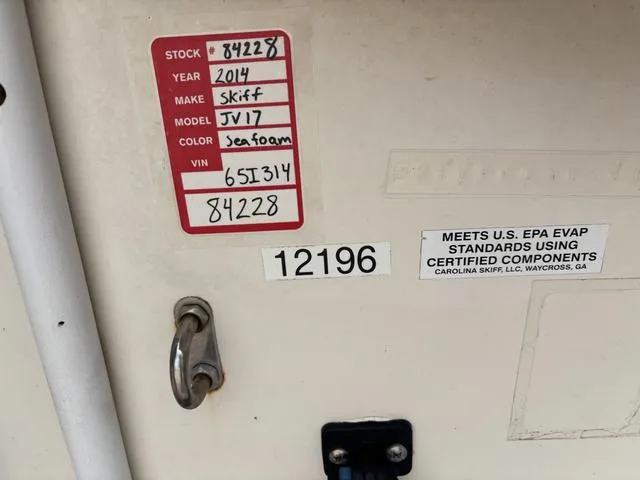 STOCK # 84228
YEAR 2014
MAKE Skiff
MODEL JV17
COLOR Seafoam
VIN
65I314
84228
12196
MEETS U.S. EPA EVAP
STANDARDS USING
CERTIFIED COMPONENTS
CAROLINA SKIFF, LLC, WAYCROSS, GA